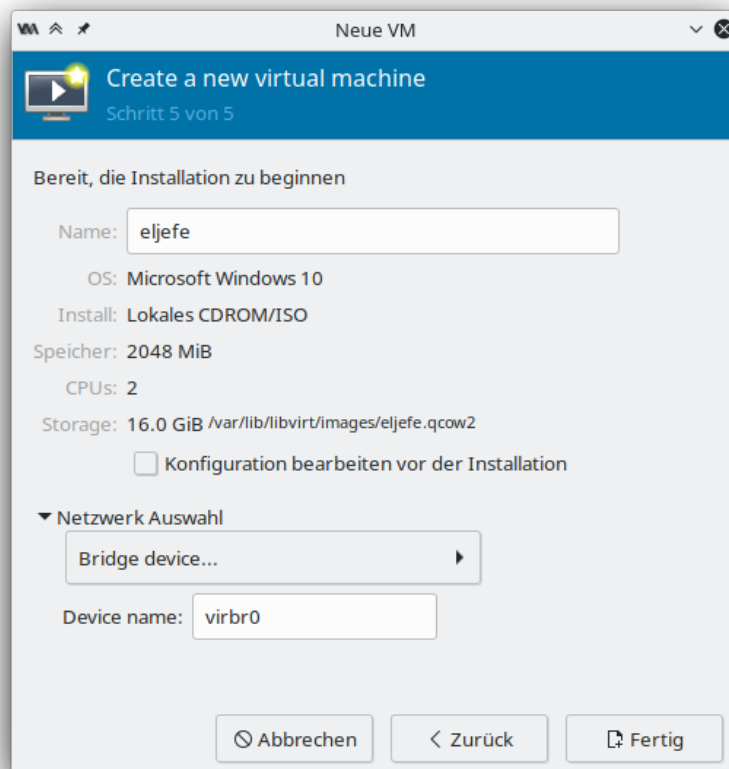 Neue VM
Create a new virtual machine
Schritt 5 von 5
Bereit, die Installation zu beginnen
Name: eljefe
OS: Microsoft Windows 10
Install: Lokales CDROM/ISO
Speicher: 2048 MiB
CPUs: 2
Storage: 16.0 GiB /var/lib/libvirt/images/eljefe.qcow2
Konfiguration bearbeiten vor der Installation
Netzwerk Auswahl
Bridge device...
Device name: virbr0
Abbrechen Zurück Fertig